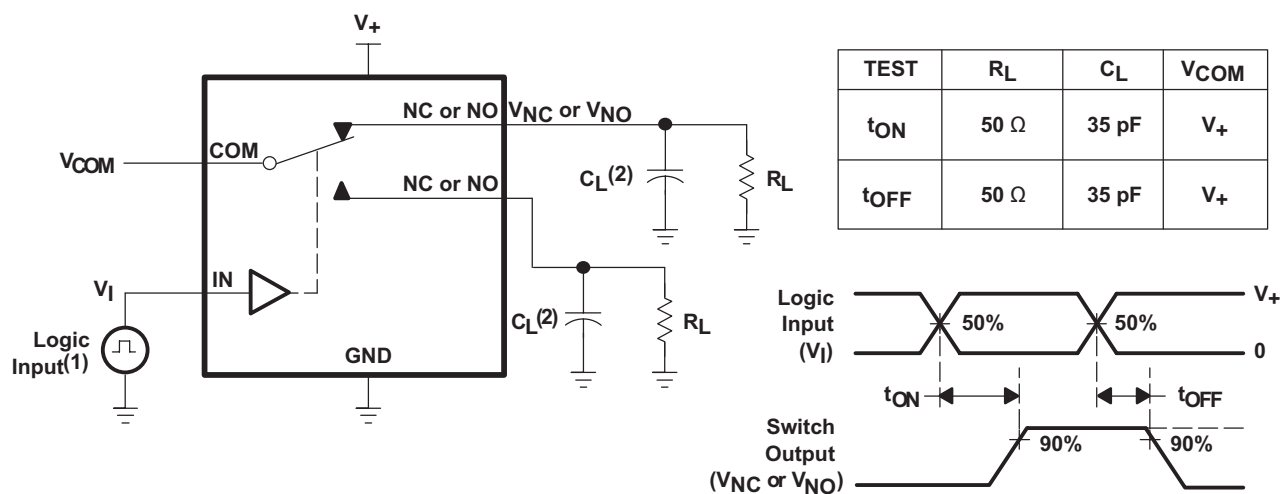 V+
NC or NO VNC or VNO
COM
VCOM
CL(2)
RL
NC or NO
VI
IN
CL(2)
RL
Logic
Input(1)
GND
TEST RL CL VCOM
tON 50 Ω 35 pF V+
tOFF 50 Ω 35 pF V+
Logic
Input
(VI)
50%
50%
V+
0
tON
tOFF
Switch
Output
(VNC or VNO)
90%
90%